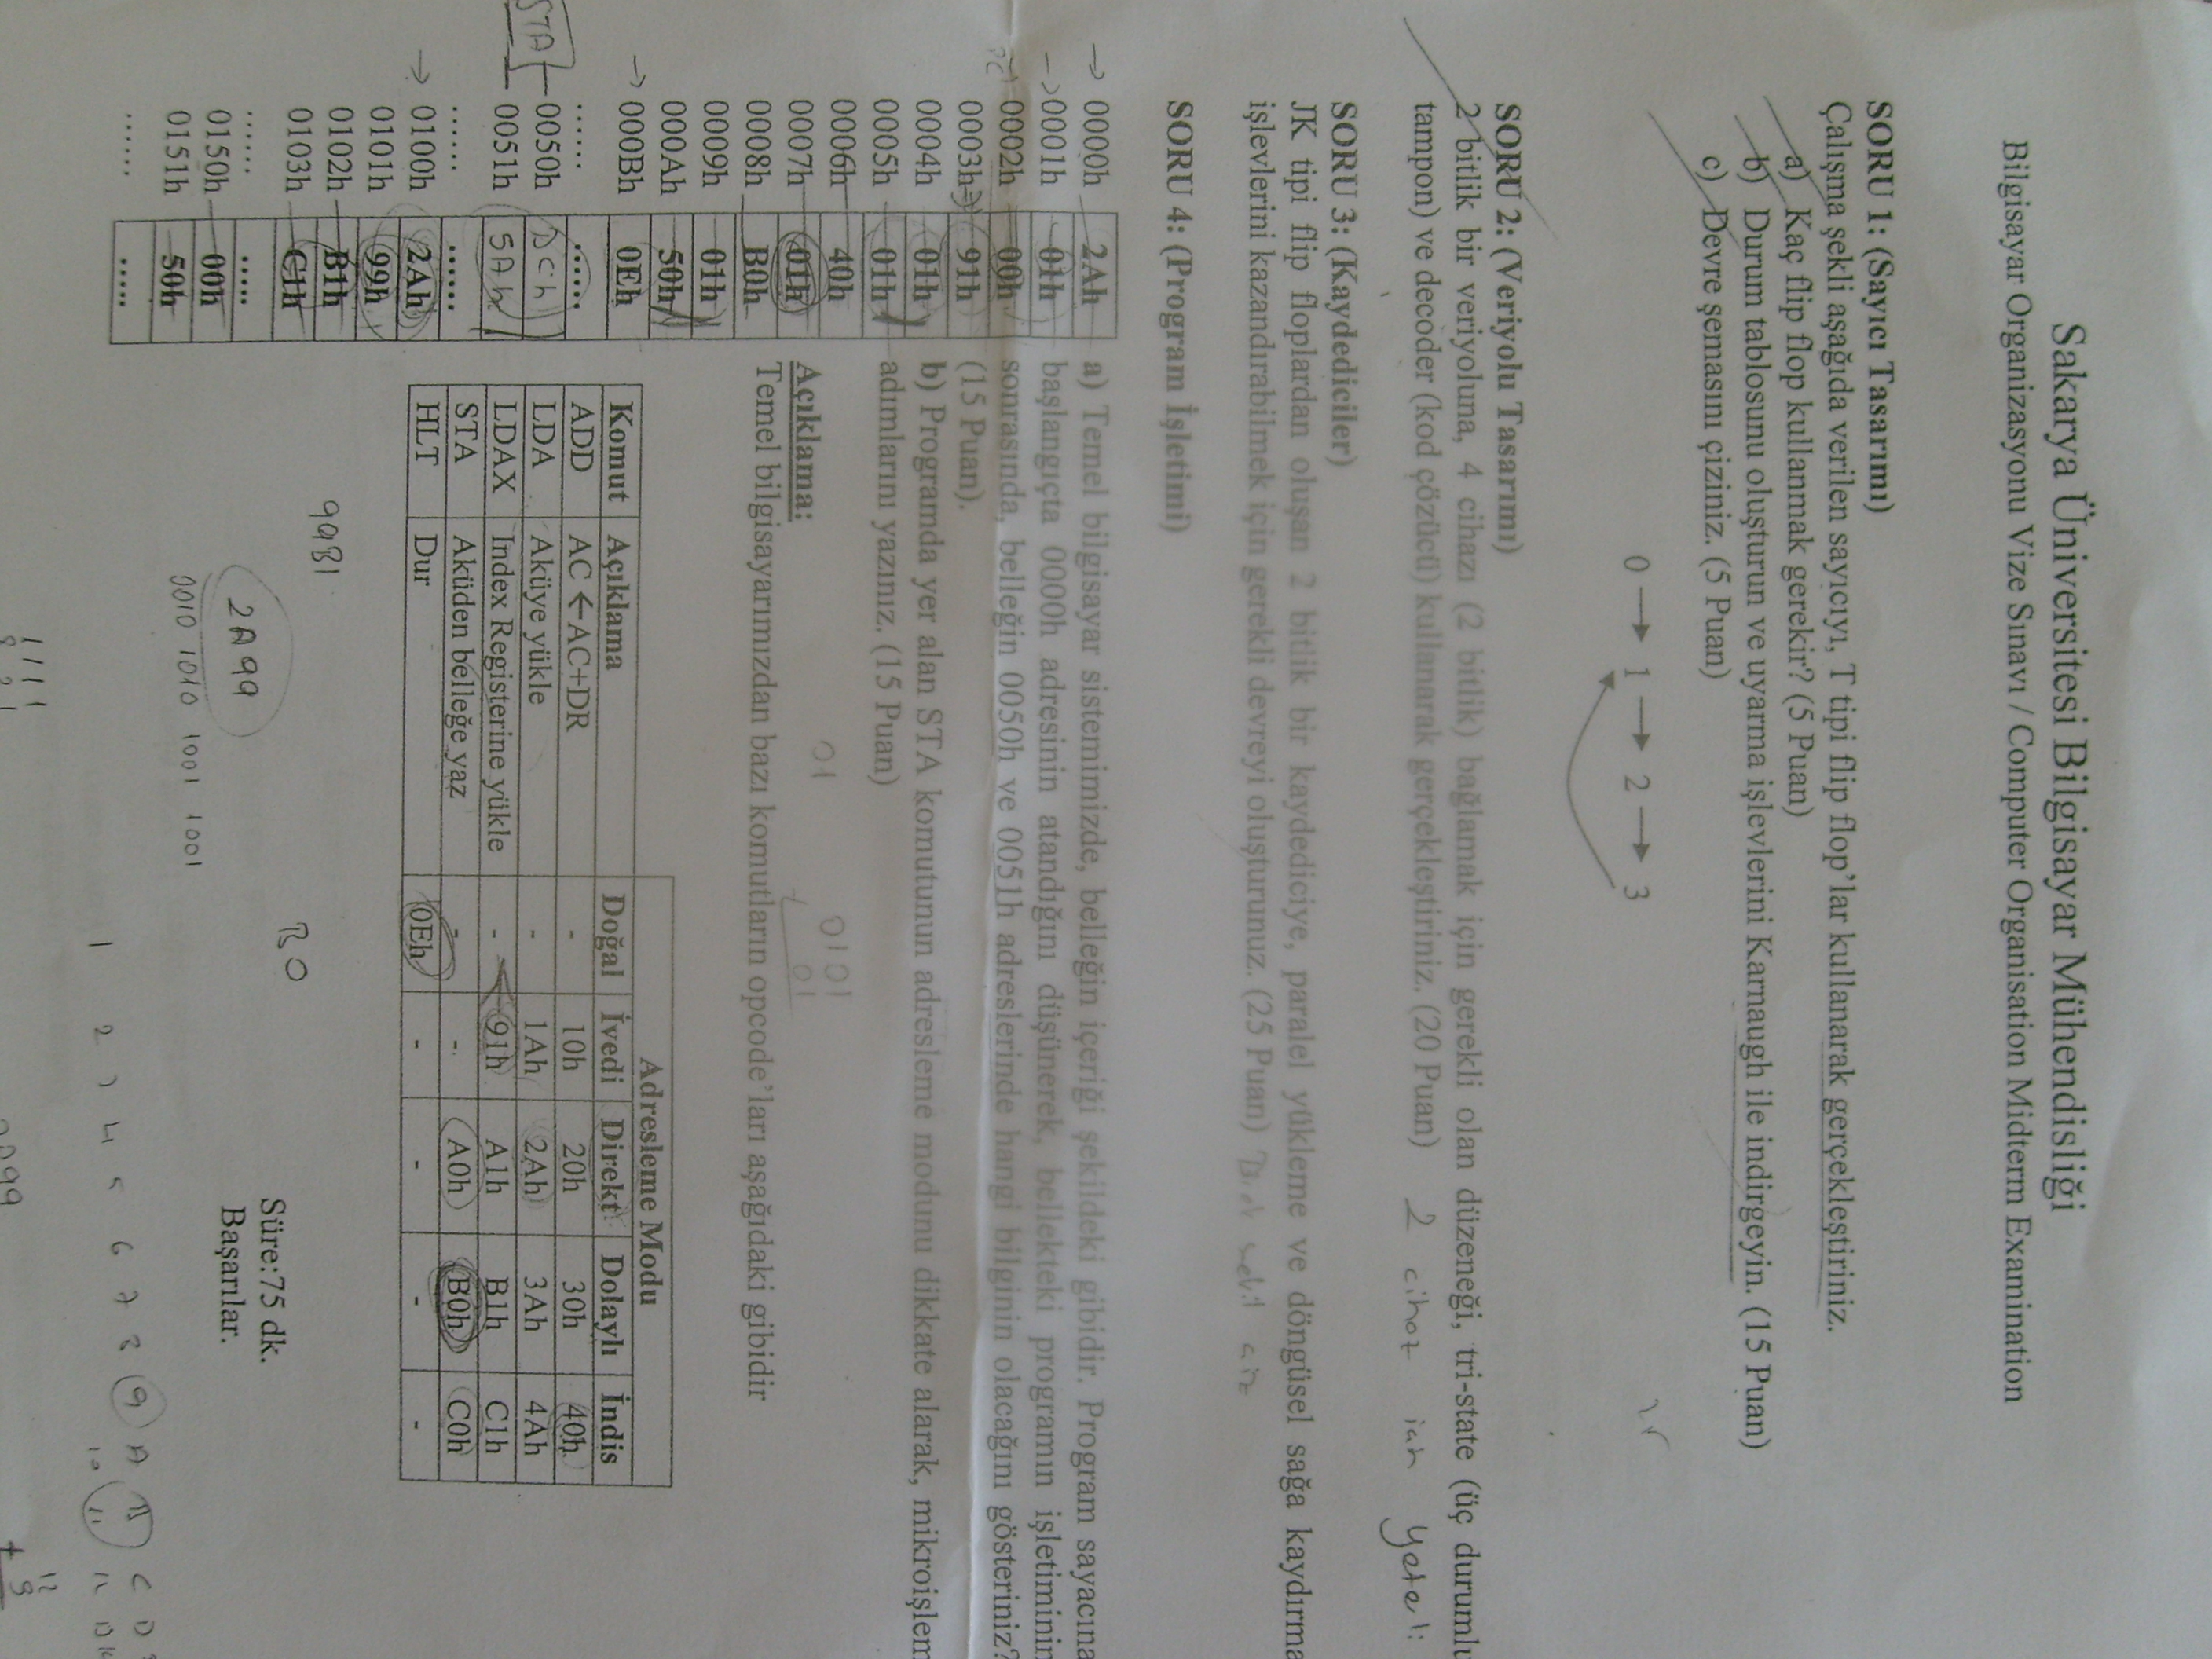 Sakarya Üniversitesi Bilgisayar Mühendisliği
Bilgisayar Organizasyonu Vize Sınavı / Computer Organisation Midterm Examination
SORU 1: (Sayıcı Tasarımı)
Çalışma şekli aşağıda verilen sayıcıyı, T tipi flip flop’lar kullanarak gerçekleştiriniz.
a) Kaç flip flop kullanmak gerekir? (5 Puan)
b) Durum tablosunu oluşturun ve uyarma işlevlerini Karnaugh ile indirgeyin. (15 Puan)
c) Devre şemasını çiziniz. (5 Puan)
0 → 1 → 2 → 3
SORU 2: (Veriyolu Tasarımı)
2 bitlik bir veriyoluna, 4 cihazı (2 bitlik) bağlamak için gerekli olan düzeneği, tri-state (üç durumlu
tampon) ve decoder (kod çözücü) kullanarak gerçekleştiriniz. (20 Puan) 2 cihaz için yeterli
SORU 3: (Kaydediciler)
JK tipi flip floplardan oluşan 2 bitlik bir kaydediciye, paralel yükleme ve döngüsel sağa kaydırma
işlevlerini kazandırabilmek için gerekli devreyi oluşturunuz. (25 Puan)
SORU 4: (Program İşletimi)
→ 0000h 2Ah
→ 0001h 01h
PC 0002h 00h
0003h 91h
0004h 01h
0005h 01h
0006h 40h
0007h 01h
0008h B0h
0009h 01h
000Ah 50h
→ 000Bh 0Eh
...... ......
STA 0050h DCh
0051h 5Ah
...... ......
→ 0100h 2Ah
0101h 99h
0102h B1h
0103h C1h
...... .....
0150h 00h
0151h 50h
...... .....
a) Temel bilgisayar sistemimizde, belleğin içeriği şekildeki gibidir. Program sayacına
başlangıçta 0000h adresinin atandığını düşünerek, bellekteki programın işletiminin
sonrasında, belleğin 0050h ve 0051h adreslerinde hangi bilginin olacağını gösteriniz?
(15 Puan).
b) Programda yer alan STA komutunun adresleme modunu dikkate alarak, mikroişlem
adımlarını yazınız. (15 Puan)
01 0101
+ 01
Açıklama:
Temel bilgisayarımızdan bazı komutların opcode’ları aşağıdaki gibidir
Adresleme Modu
Komut Açıklama Doğal İvedi Direkt Dolaylı İndis
ADD AC ←AC+DR - 10h 20h 30h 40h
LDA Aküye yükle - 1Ah 2Ah 3Ah 4Ah
LDAX Index Registerine yükle - 91h A1h B1h C1h
STA Aküden belleğe yaz - - A0h B0h C0h
HLT Dur 0Eh - - - -
99B1
B0
2A99
0010 1010 1001 1001
Süre:75 dk.
Başarılar.
1 2 3 4 5 6 7 8 9 A B C D
10 11 12 13
1111
12
+ 9
2A99